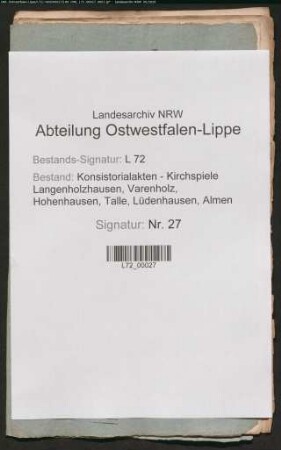 Landesarchiv NRW
Abteilung Ostwestfalen-Lippe
Bestands-Signatur: L 72
Bestand: Konsistorialakten - Kirchspiele
Langenholzhausen, Varenholz,
Hohenhausen, Talle, Lüdenhausen, Almen
Signatur: Nr. 27
L72_00027